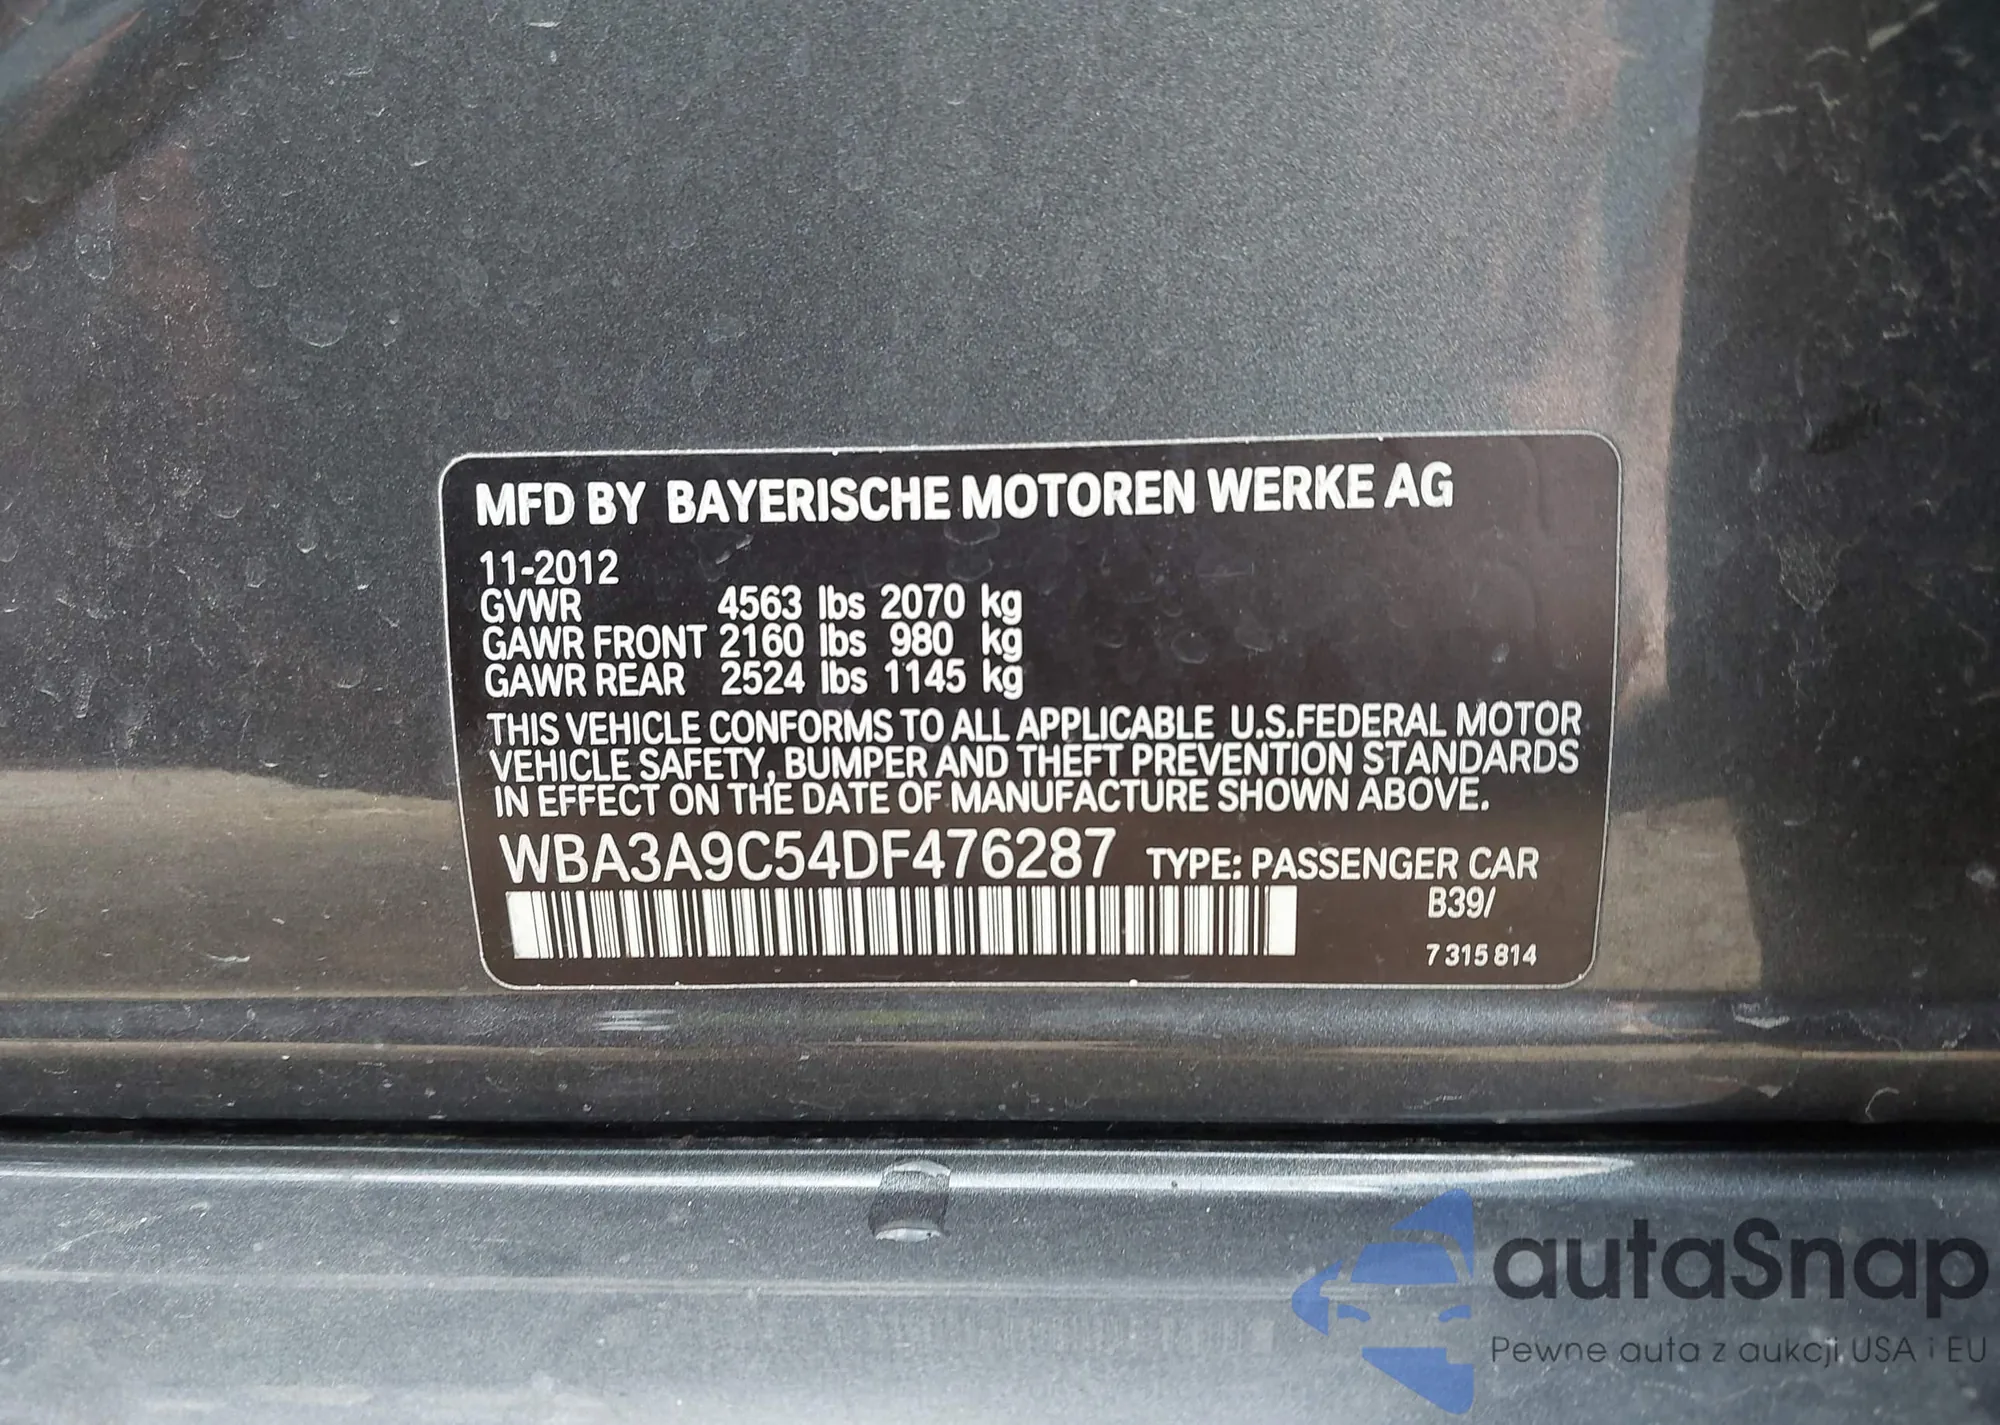 MFD BY BAYERISCHE MOTOREN WERKE AG
11-2012
GVWR 4563 lbs 2070 kg
GAWR FRONT 2160 lbs 980 kg
GAWR REAR 2524 lbs 1145 kg
THIS VEHICLE CONFORMS TO ALL APPLICABLE U.S.FEDERAL MOTOR
VEHICLE SAFETY, BUMPER AND THEFT PREVENTION STANDARDS
IN EFFECT ON THE DATE OF MANUFACTURE SHOWN ABOVE.
WBA3A9C54DF476287 TYPE: PASSENGER CAR
B39/
7 315 814
autaSnap
Pewne auta z aukcji USA i EU